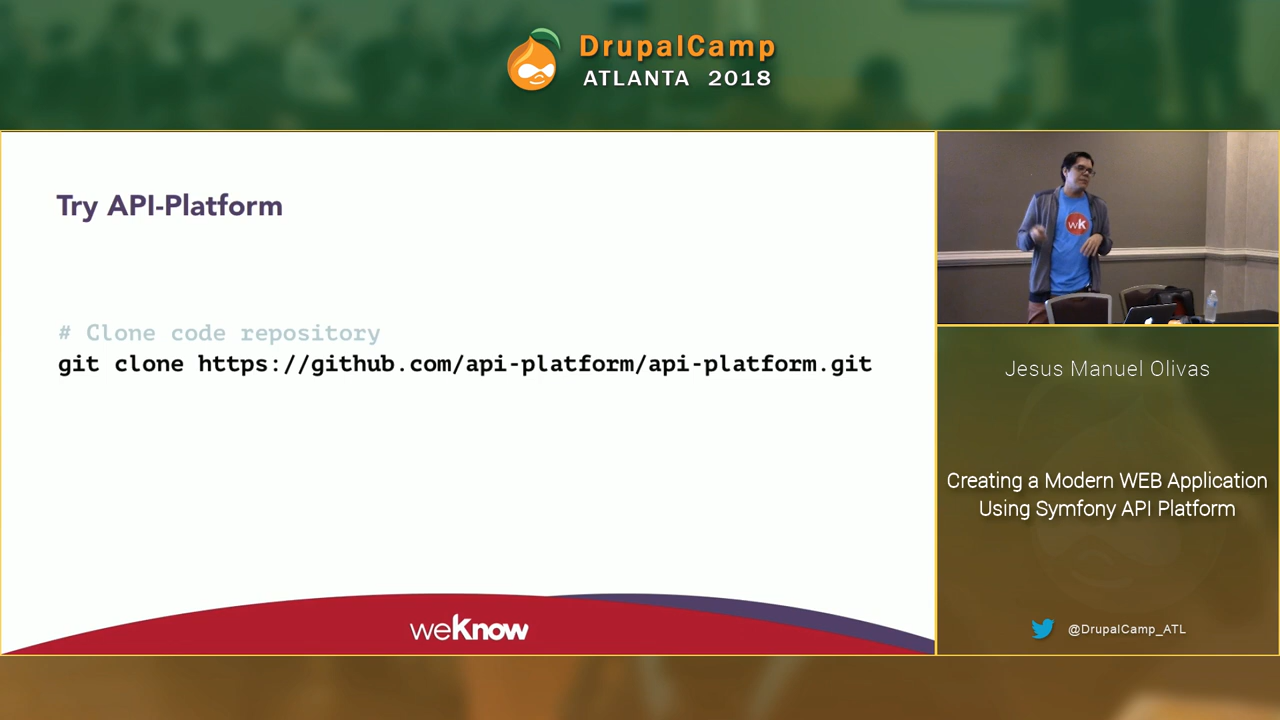 DrupalCamp
ATLANTA 2018
Try API-Platform
# Clone code repository
git clone https://github.com/api-platform/api-platform.git
weKnow
wk
Jesus Manuel Olivas
Creating a Modern WEB Application
Using Symfony API Platform
@DrupalCamp_ATL